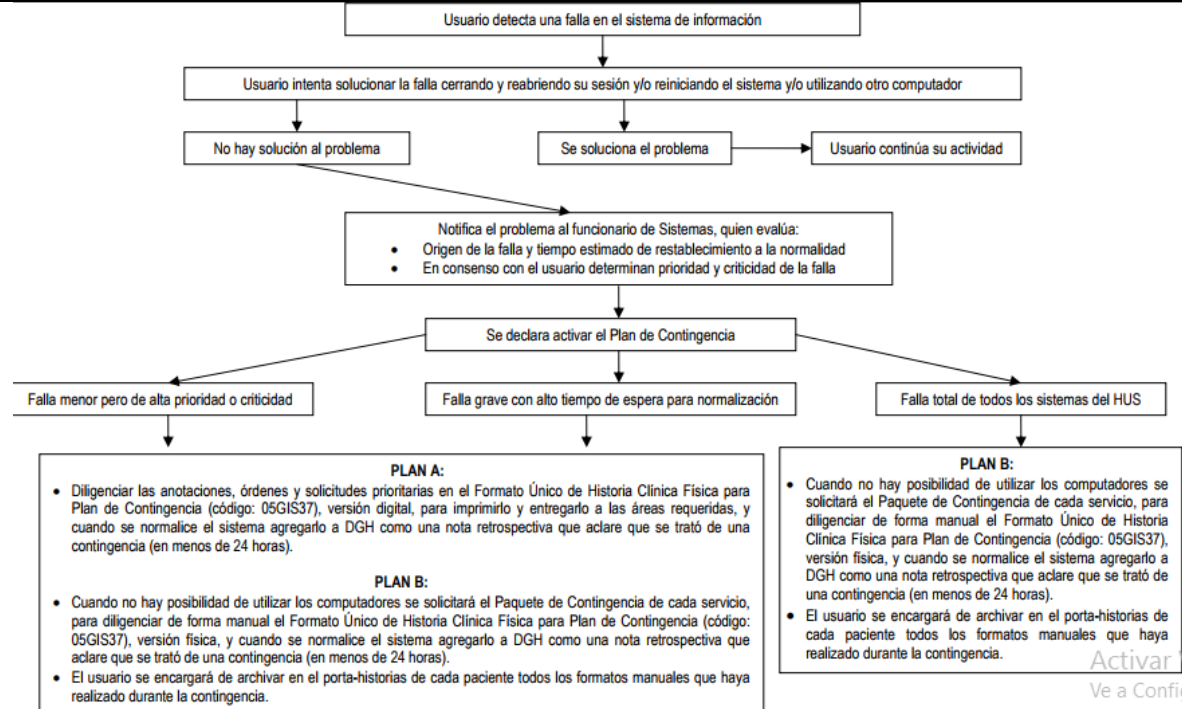 Usuario detecta una falla en el sistema de información
Usuario intenta solucionar la falla cerrando y reabriendo su sesión y/o reiniciando el sistema y/o utilizando otro computador
No hay solución al problema
Se soluciona el problema
Usuario continúa su actividad
Notifica el problema al funcionario de Sistemas, quien evalúa:
• Origen de la falla y tiempo estimado de restablecimiento a la normalidad
• En consenso con el usuario determinan prioridad y criticidad de la falla
Se declara activar el Plan de Contingencia
Falla menor pero de alta prioridad o criticidad
Falla grave con alto tiempo de espera para normalización
Falla total de todos los sistemas del HUS
PLAN A:
• Diligenciar las anotaciones, órdenes y solicitudes prioritarias en el Formato Único de Historia Clínica Física para
Plan de Contingencia (código: 05GIS37), versión digital, para imprimirlo y entregarlo a las áreas requeridas, y
cuando se normalice el sistema agregarlo a DGH como una nota retrospectiva que aclare que se trató de una
contingencia (en menos de 24 horas).
PLAN B:
• Cuando no hay posibilidad de utilizar los computadores se solicitará el Paquete de Contingencia de cada servicio,
para diligenciar de forma manual el Formato Único de Historia Clínica Física para Plan de Contingencia (código:
05GIS37), versión física, y cuando se normalice el sistema agregarlo a DGH como una nota retrospectiva que
aclare que se trató de una contingencia (en menos de 24 horas).
• El usuario se encargará de archivar en el porta-historias de cada paciente todos los formatos manuales que haya
realizado durante la contingencia.
PLAN B:
• Cuando no hay posibilidad de utilizar los computadores se
solicitará el Paquete de Contingencia de cada servicio, para
diligenciar de forma manual el Formato Único de Historia
Clínica Física para Plan de Contingencia (código: 05GIS37),
versión física, y cuando se normalice el sistema agregarlo a
DGH como una nota retrospectiva que aclare que se trató de
una contingencia (en menos de 24 horas).
• El usuario se encargará de archivar en el porta-historias de
cada paciente todos los formatos manuales que haya
realizado durante la contingencia.
Activar
Ve a Config